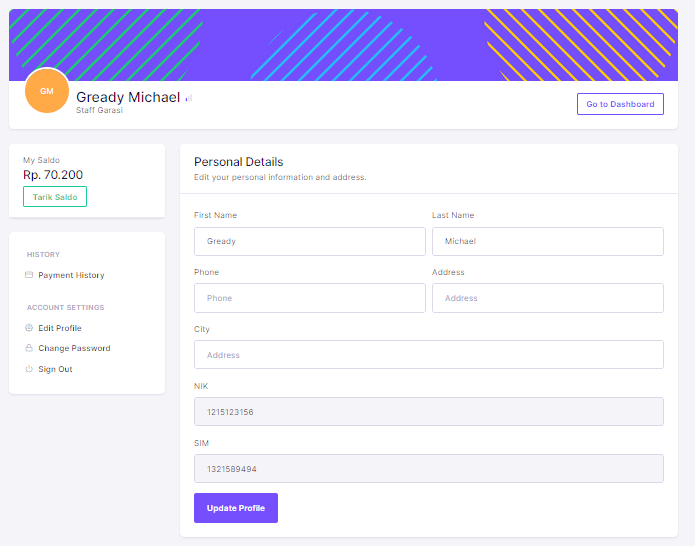 GM
Gready Michael
Staff Garasi
Go to Dashboard
My Saldo
Rp. 70.200
Tarik Saldo
HISTORY
Payment History
ACCOUNT SETTINGS
Edit Profile
Change Password
Sign Out
Personal Details
Edit your personal information and address.
First Name
Last Name
Gready
Michael
Phone
Address
Phone
Address
City
Address
NIK
1215123156
SIM
1321589494
Update Profile